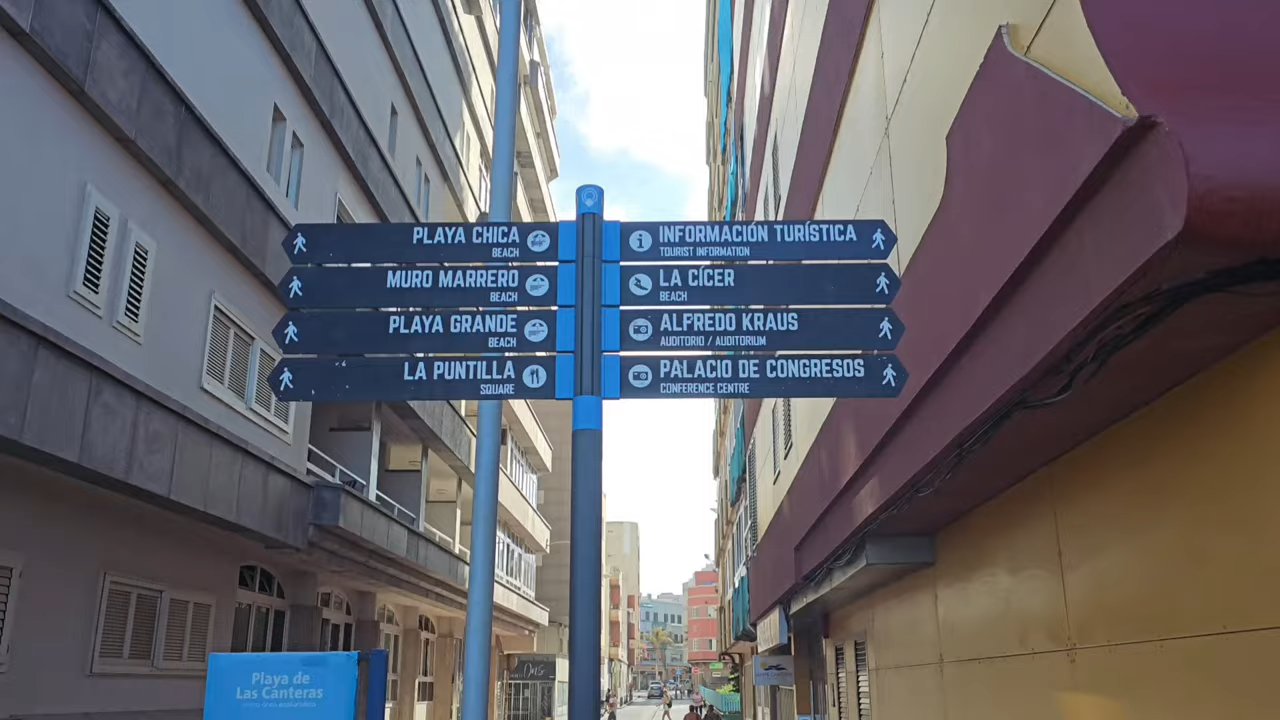 PLAYA CHICA
BEACH
MURO MARRERO
BEACH
PLAYA GRANDE
BEACH
LA PUNTILLA
SQUARE
INFORMACIÓN TURÍSTICA
TOURIST INFORMATION
LA CÍCER
BEACH
ALFREDO KRAUS
AUDITORIO / AUDITORIUM
PALACIO DE CONGRESOS
CONFERENCE CENTRE
Playa de
Las Canteras